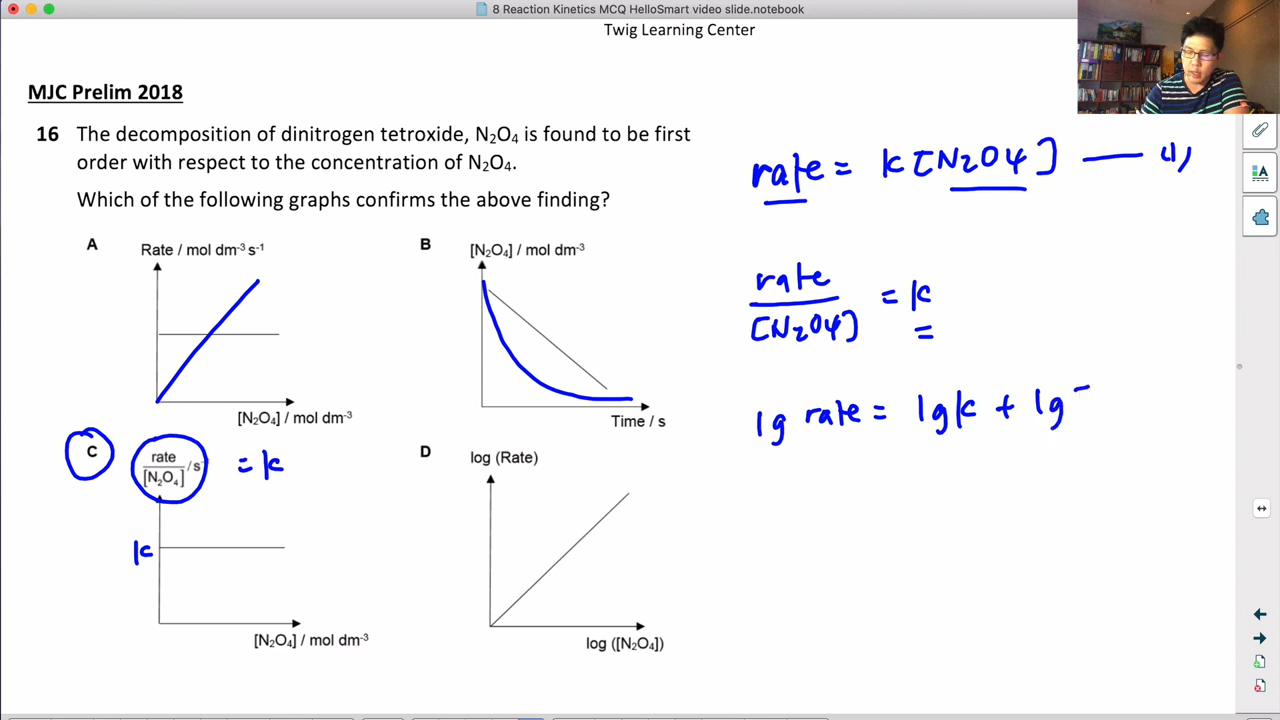 8 Reaction Kinetics MCQ HelloSmart video slide.notebook
Twig Learning Center
MJC Prelim 2018
16 The decomposition of dinitrogen tetroxide, N₂O₄ is found to be first
order with respect to the concentration of N₂O₄.
Which of the following graphs confirms the above finding?
rate = k[N2O4] — (1)
A
Rate / mol dm⁻³ s⁻¹
[N₂O₄] / mol dm⁻³
B
[N₂O₄] / mol dm⁻³
Time / s
rate
[N2O4]
= k
=
lg rate = lg k + lg
C
rate
[N₂O₄]
/s
= k
k
[N₂O₄] / mol dm⁻³
D
log (Rate)
log ([N₂O₄])